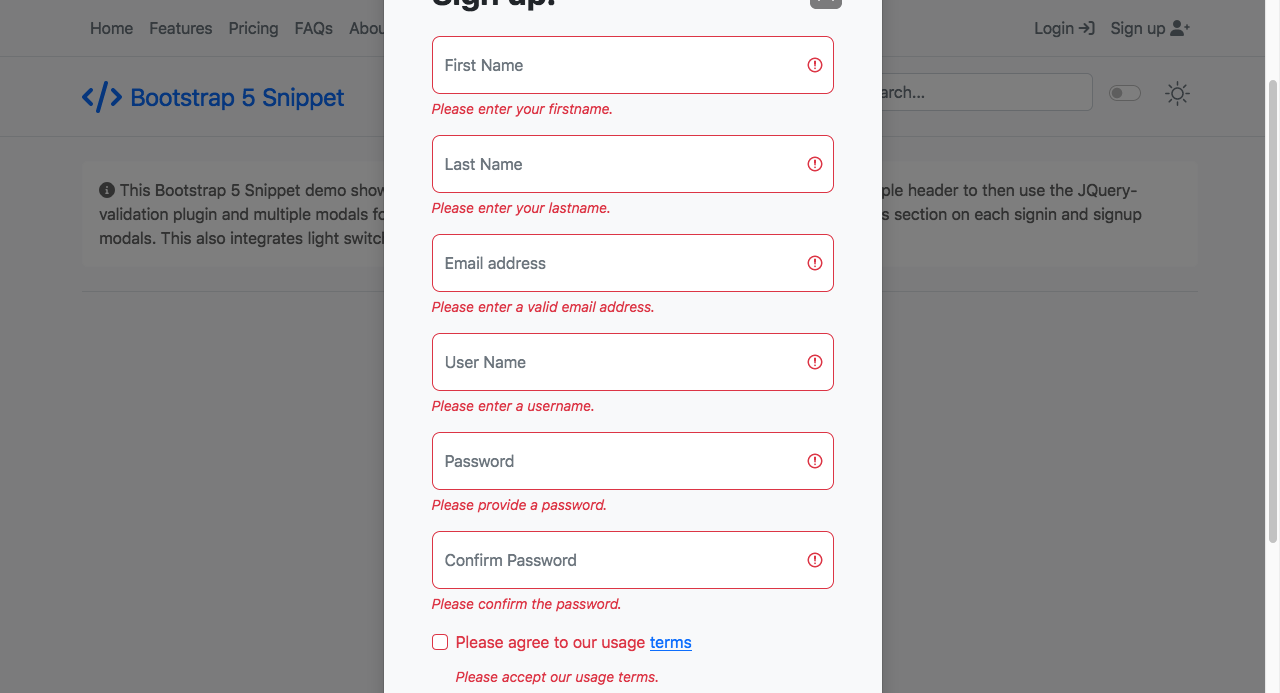 Home Features Pricing FAQs Abou
Login Sign up
Sign up!
Bootstrap 5 Snippet
arch...
First Name
Please enter your firstname.
Last Name
Please enter your lastname.
Email address
Please enter a valid email address.
User Name
Please enter a username.
Password
Please provide a password.
Confirm Password
Please confirm the password.
Please agree to our usage terms
Please accept our usage terms.
This Bootstrap 5 Snippet demo show ple header to then use the JQuery-
validation plugin and multiple modals fo s section on each signin and signup
modals. This also integrates light switch